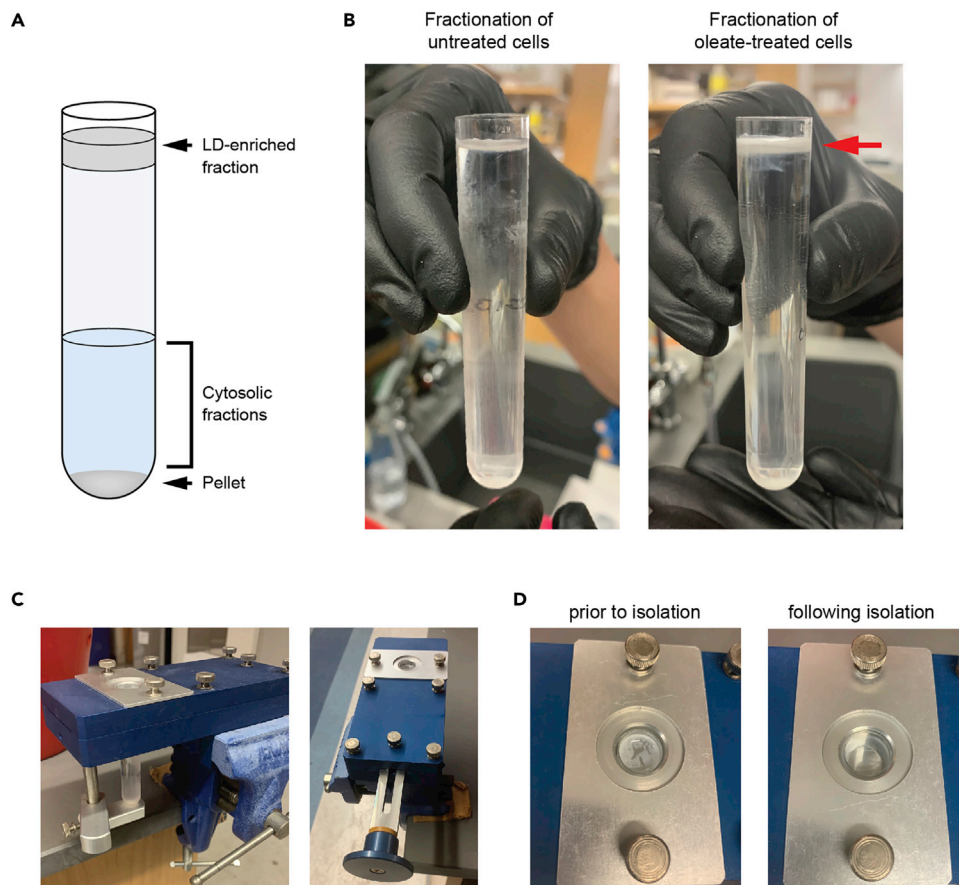 A
LD-enriched
fraction
Cytosolic
fractions
Pellet
B
Fractionation of
untreated cells
Fractionation of
oleate-treated cells
C
D
prior to isolation
following isolation